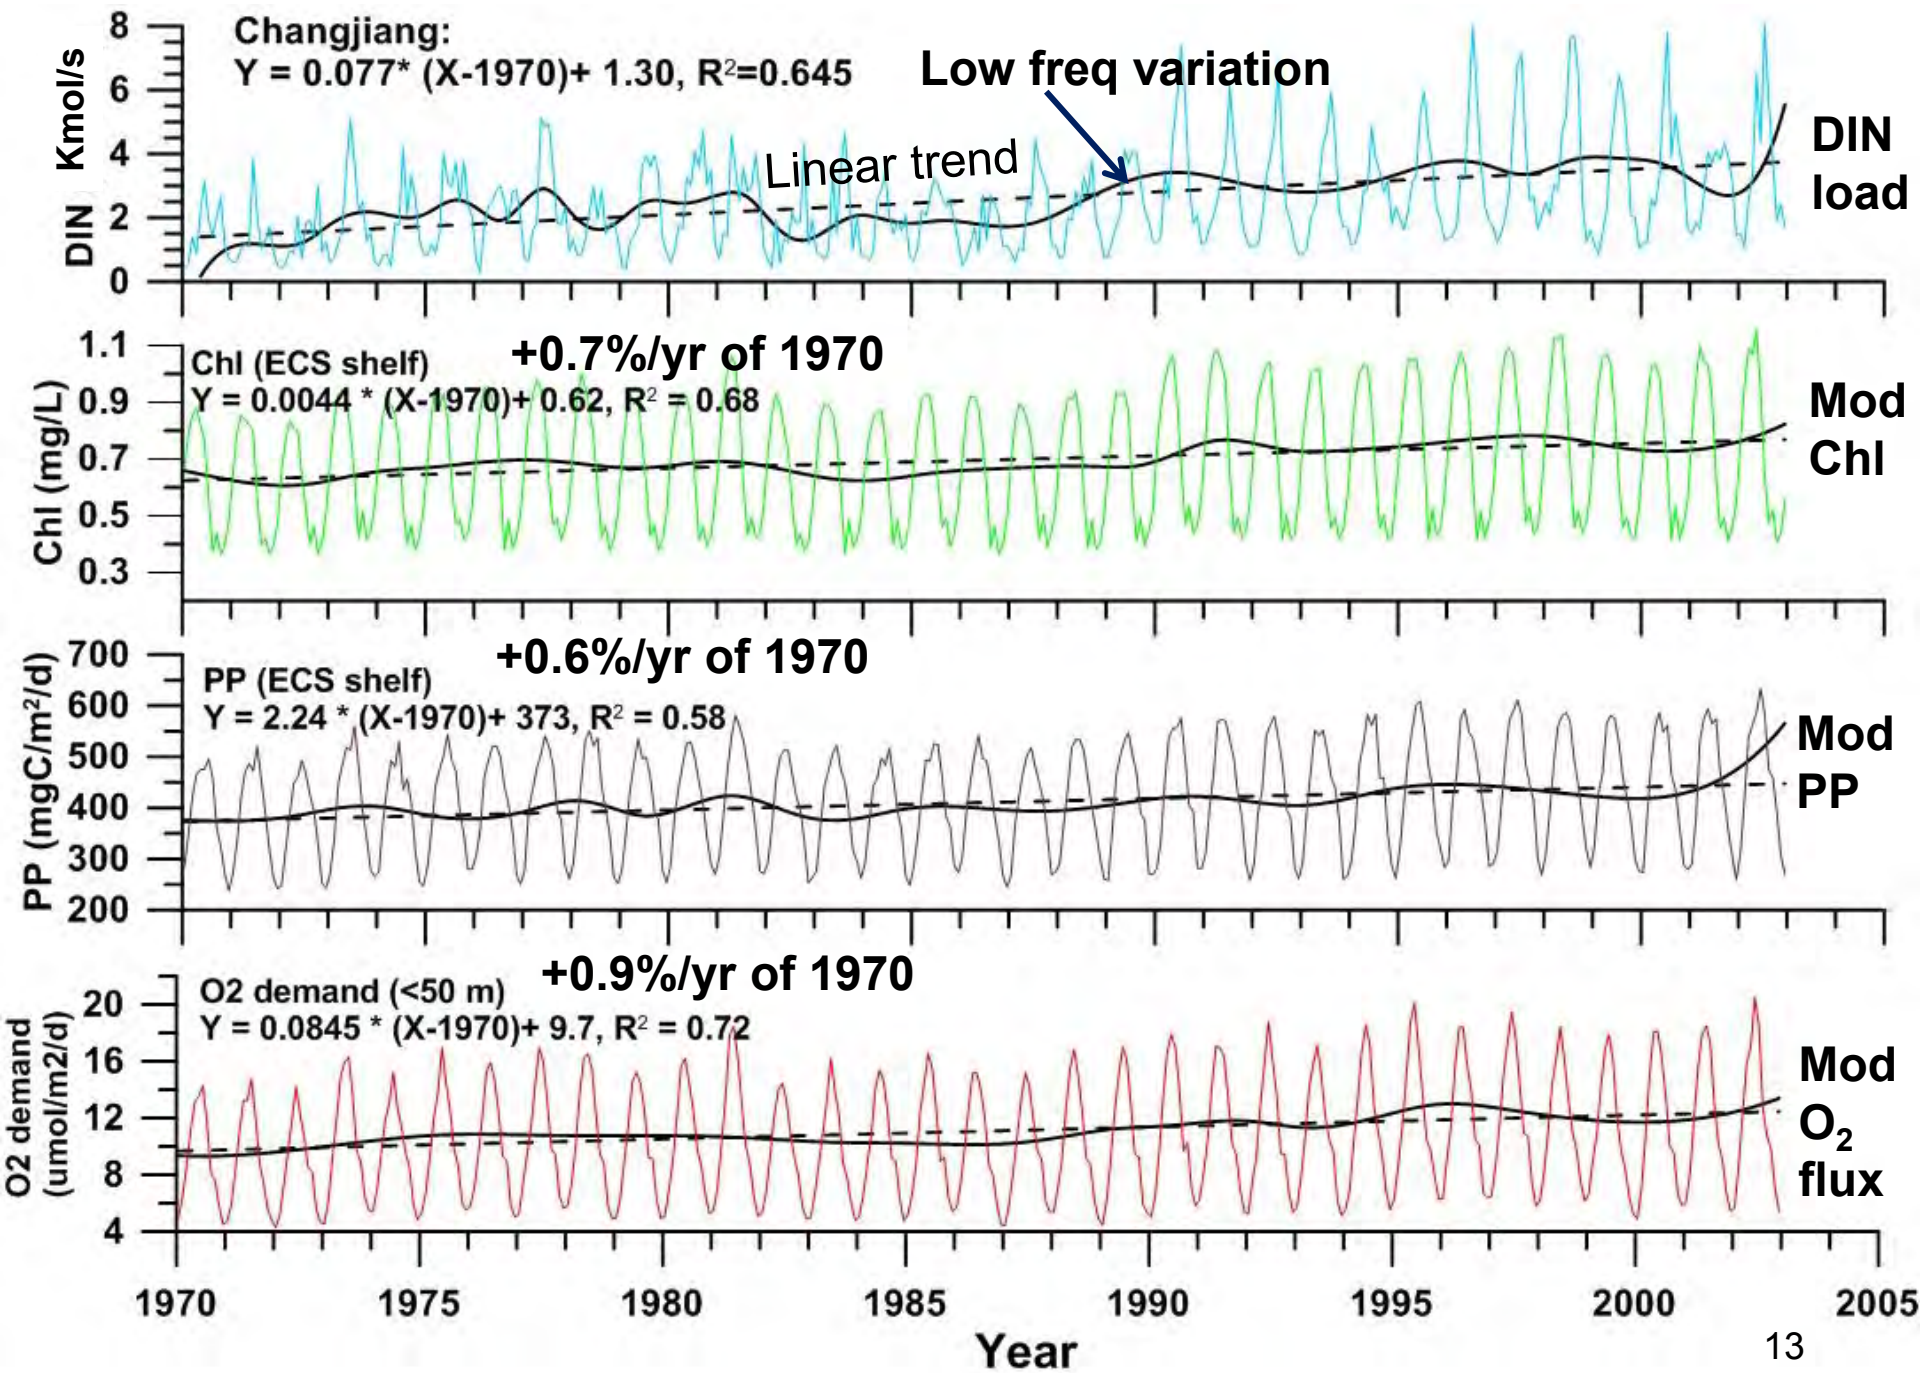 Changjiang:
Y = 0.077* (X-1970)+ 1.30, R²=0.645
Low freq variation
Linear trend
DIN Kmol/s
8
6
4
2
0
DIN
load
Chl (ECS shelf)
+0.7%/yr of 1970
Y = 0.0044 * (X-1970)+ 0.62, R² = 0.68
Chl (mg/L)
1.1
0.9
0.7
0.5
0.3
Mod
Chl
+0.6%/yr of 1970
PP (ECS shelf)
Y = 2.24 * (X-1970)+ 373, R² = 0.58
PP (mgC/m²/d)
700
600
500
400
300
200
Mod
PP
+0.9%/yr of 1970
O2 demand (<50 m)
Y = 0.0845 * (X-1970)+ 9.7, R² = 0.72
O2 demand
(umol/m2/d)
20
16
12
8
4
Mod
O₂
flux
1970 1975 1980 1985 1990 1995 2000 2005
Year
13